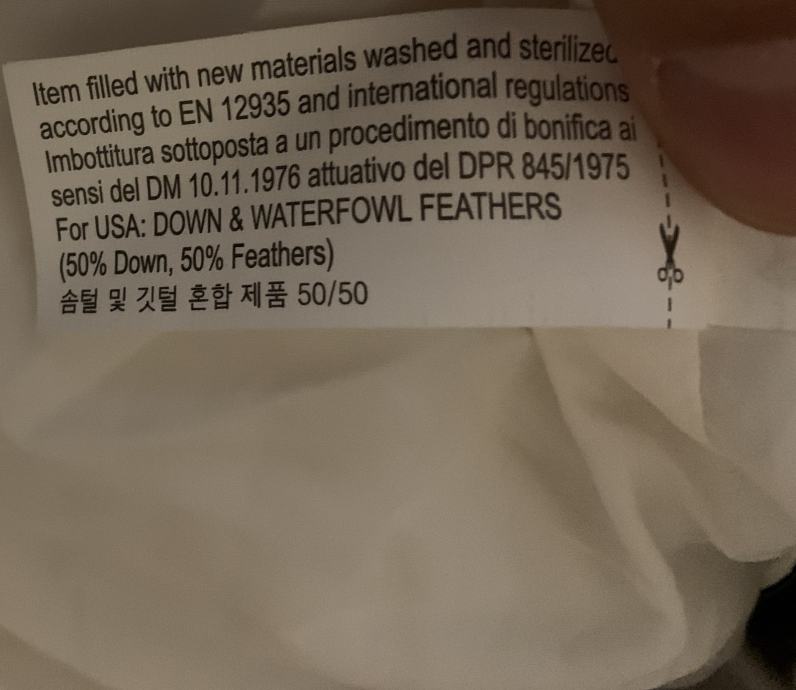 Item filled with new materials washed and sterilized
according to EN 12935 and international regulations
Imbottitura sottoposta a un procedimento di bonifica ai
sensi del DM 10.11.1976 attuativo del DPR 845/1975
For USA: DOWN & WATERFOWL FEATHERS
(50% Down, 50% Feathers)
솜털 및 깃털 혼합 제품 50/50